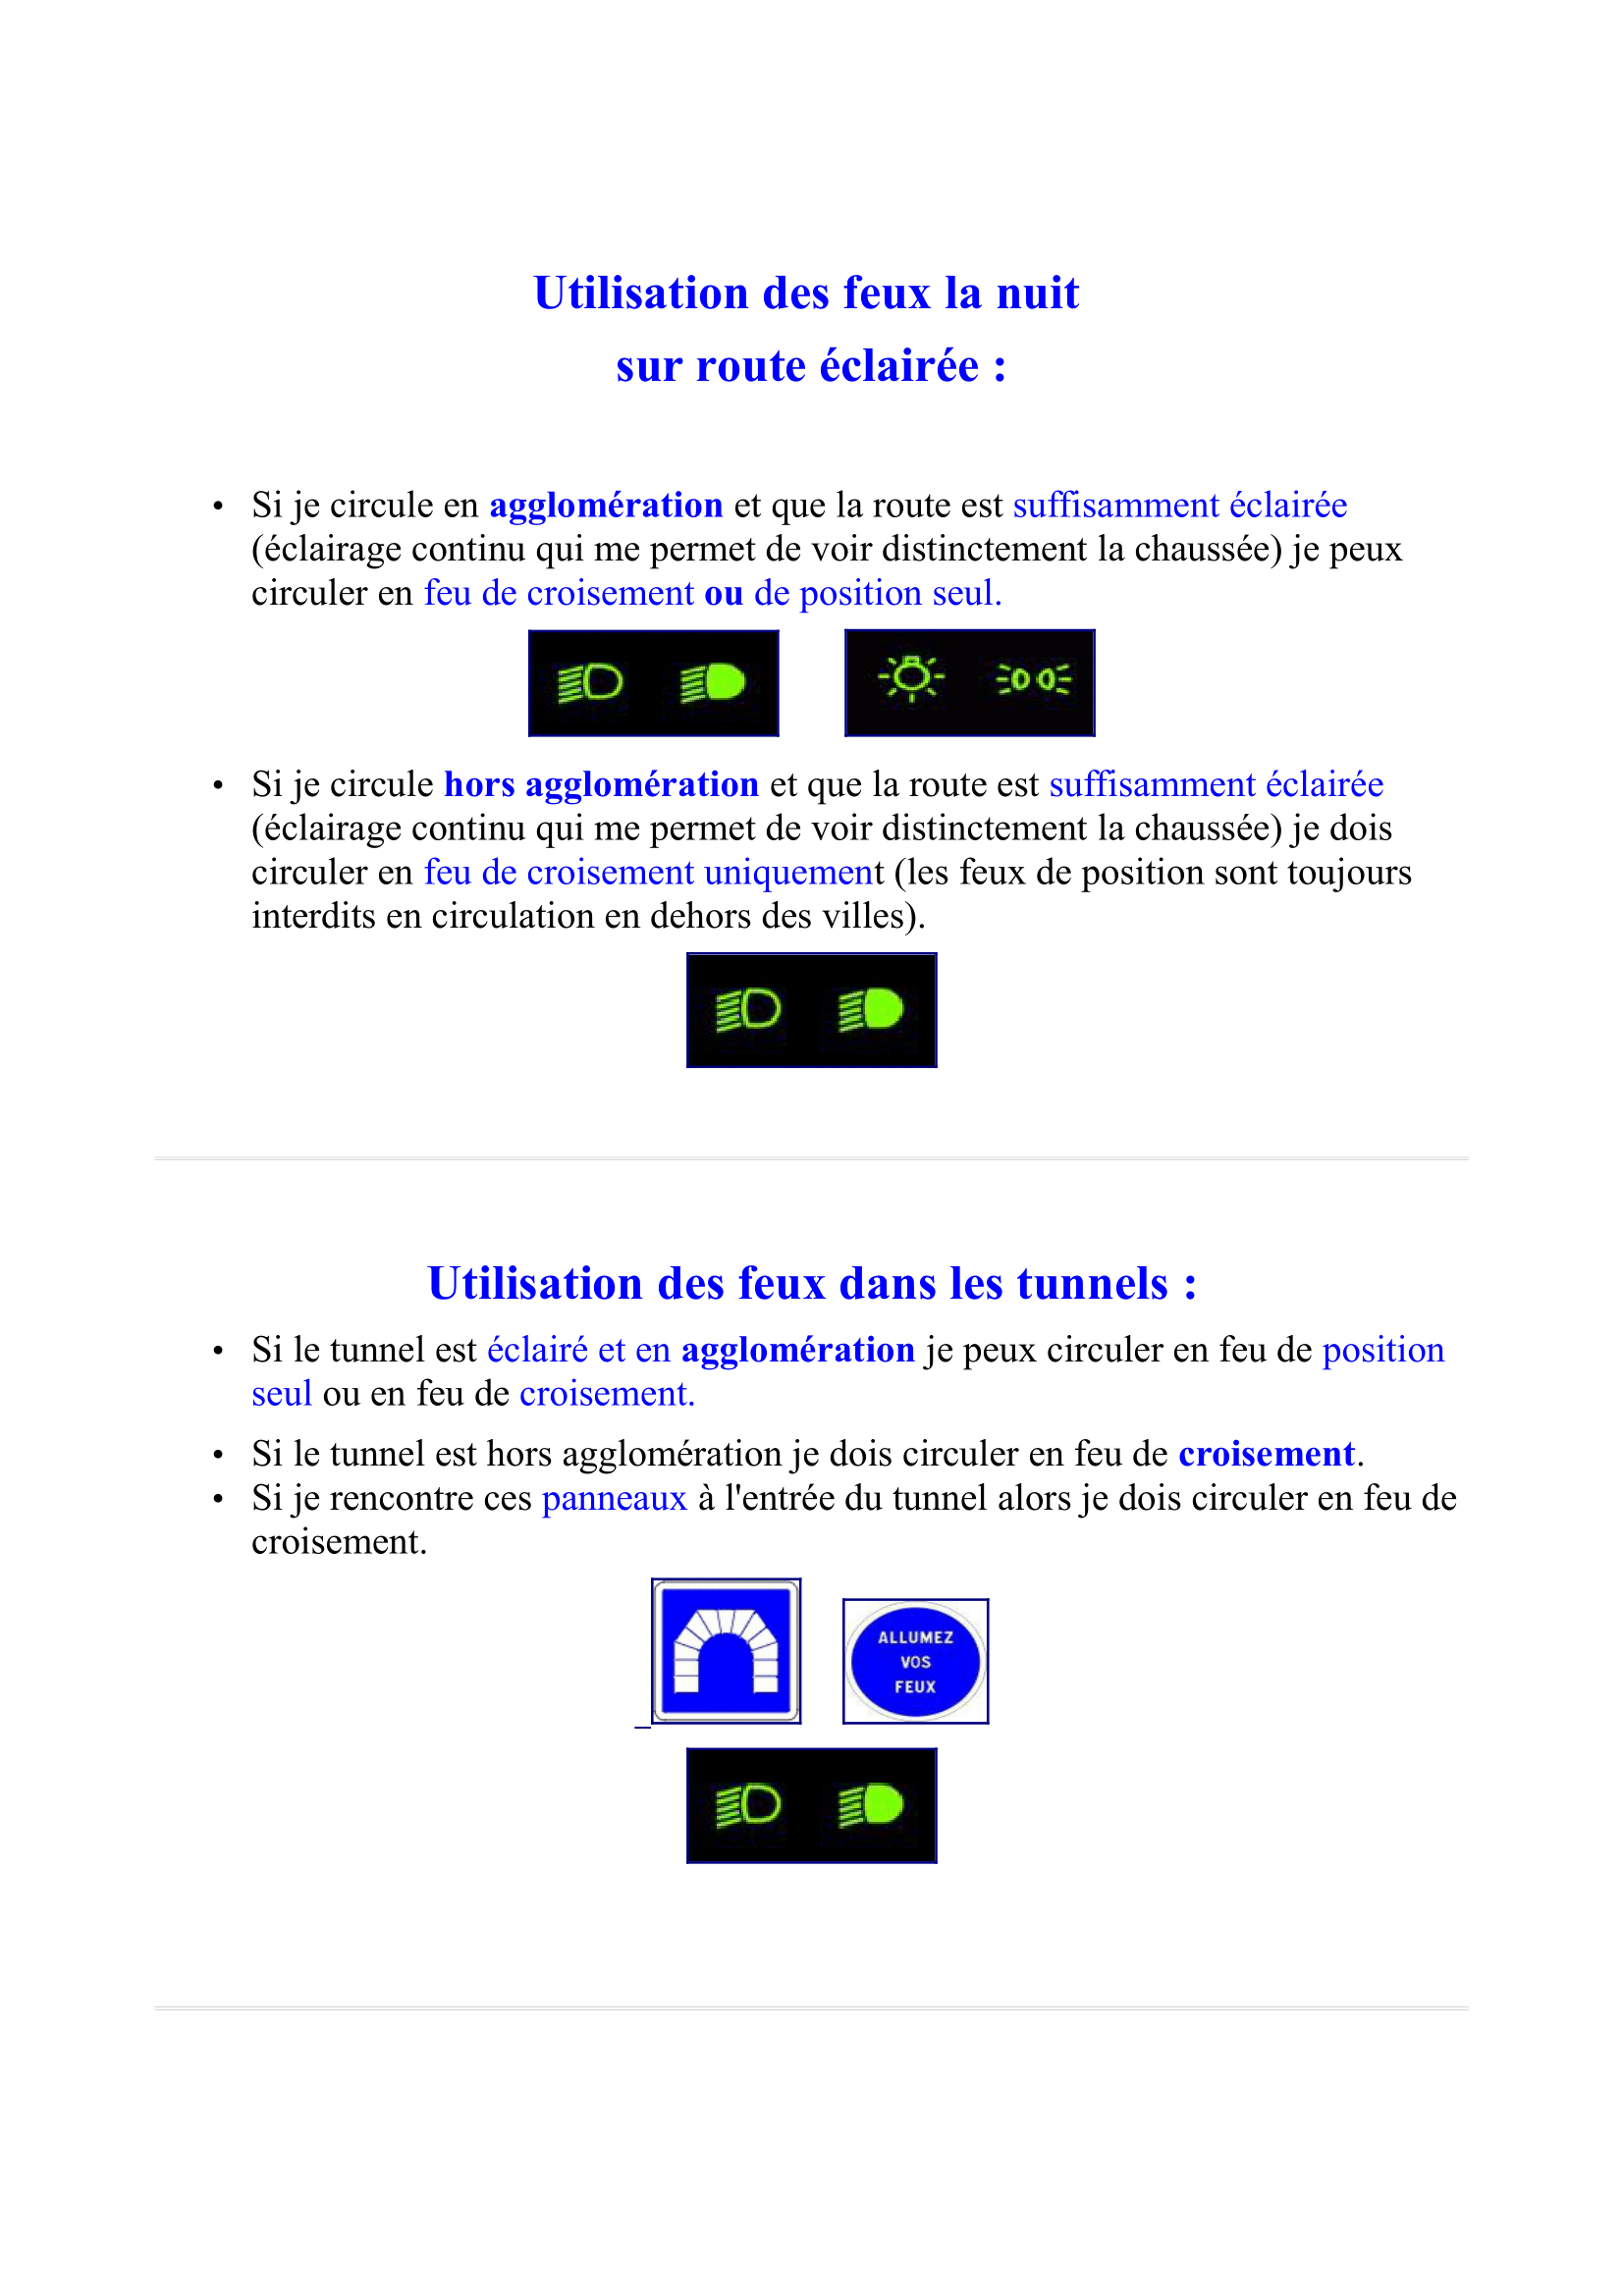 Utilisation des feux la nuit
sur route éclairée :
• Si je circule en agglomération et que la route est suffisamment éclairée
(éclairage continu qui me permet de voir distinctement la chaussée) je peux
circuler en feu de croisement ou de position seul.
• Si je circule hors agglomération et que la route est suffisamment éclairée
(éclairage continu qui me permet de voir distinctement la chaussée) je dois
circuler en feu de croisement uniquement (les feux de position sont toujours
interdits en circulation en dehors des villes).
Utilisation des feux dans les tunnels :
• Si le tunnel est éclairé et en agglomération je peux circuler en feu de position
seul ou en feu de croisement.
• Si le tunnel est hors agglomération je dois circuler en feu de croisement.
• Si je rencontre ces panneaux à l'entrée du tunnel alors je dois circuler en feu de
croisement.
ALLUMEZ
VOS
FEUX